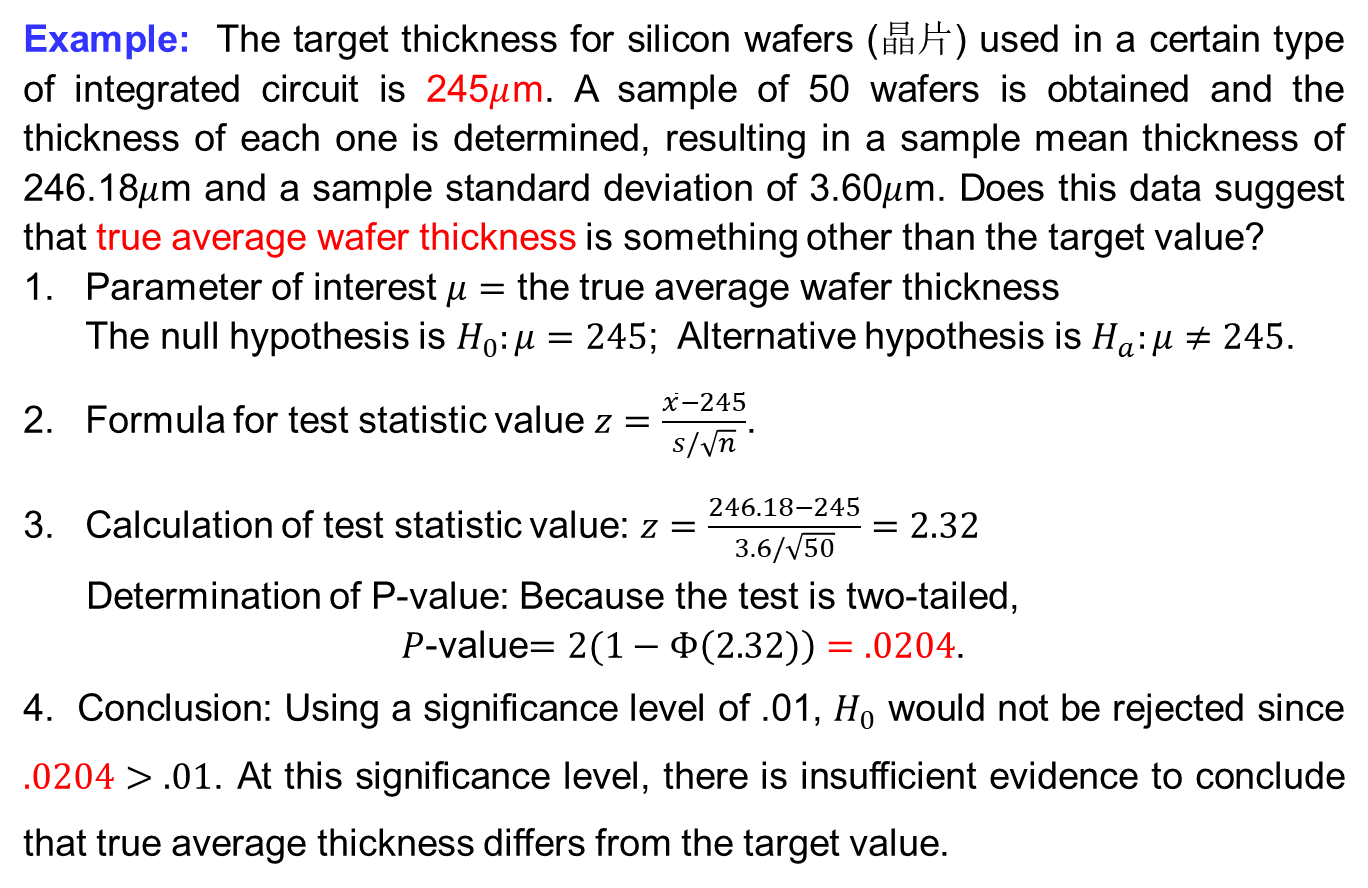 Example: The target thickness for silicon wafers (晶片) used in a certain type
of integrated circuit is 245μm. A sample of 50 wafers is obtained and the
thickness of each one is determined, resulting in a sample mean thickness of
246.18μm and a sample standard deviation of 3.60μm. Does this data suggest
that true average wafer thickness is something other than the target value?
1. Parameter of interest μ = the true average wafer thickness
The null hypothesis is H₀: μ = 245; Alternative hypothesis is Hₐ: μ ≠ 245.
2. Formula for test statistic value z = (x̄−245)/(s/√n).
3. Calculation of test statistic value: z = (246.18−245)/(3.6/√50) = 2.32
Determination of P-value: Because the test is two-tailed,
P-value= 2(1 − Φ(2.32)) = .0204.
4. Conclusion: Using a significance level of .01, H₀ would not be rejected since
.0204 > .01. At this significance level, there is insufficient evidence to conclude
that true average thickness differs from the target value.